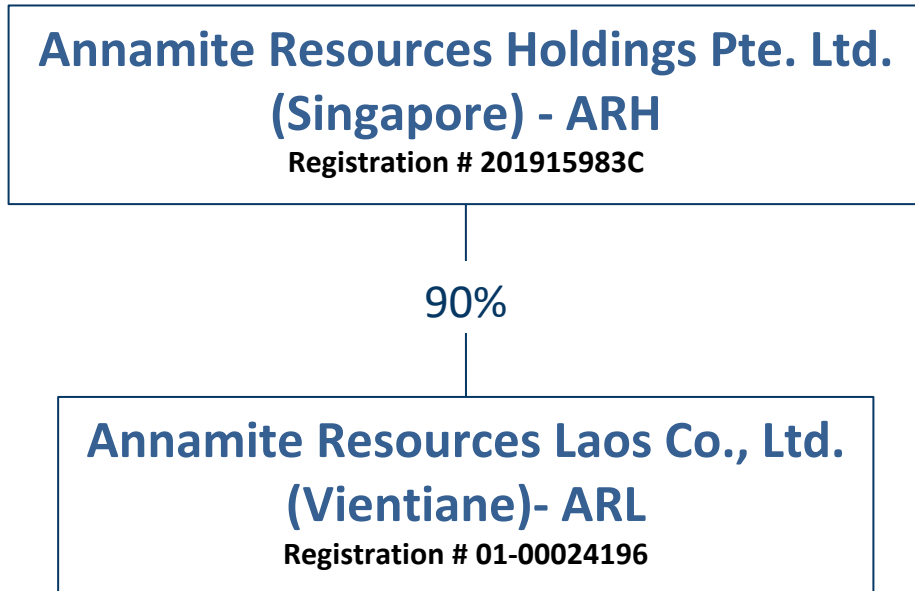 Annamite Resources Holdings Pte. Ltd.
(Singapore) - ARH
Registration # 201915983C
90%
Annamite Resources Laos Co., Ltd.
(Vientiane)- ARL
Registration # 01-00024196